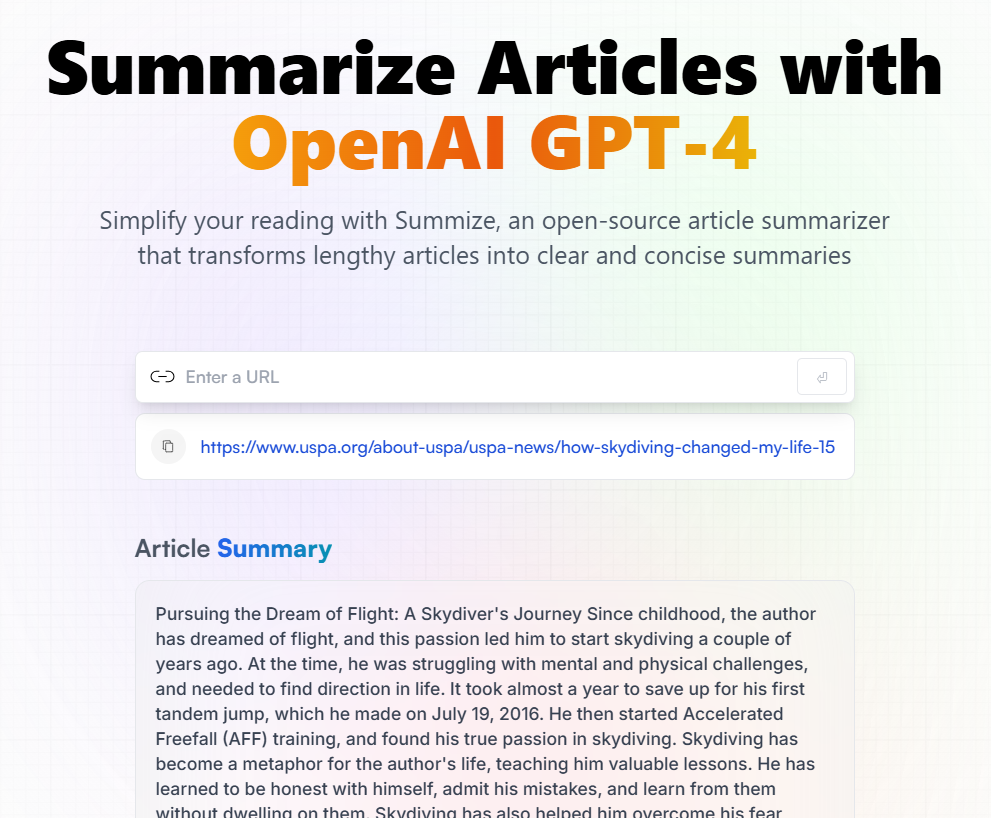 Summarize Articles with
OpenAI GPT-4
Simplify your reading with Summize, an open-source article summarizer
that transforms lengthy articles into clear and concise summaries
Enter a URL
https://www.uspa.org/about-uspa/uspa-news/how-skydiving-changed-my-life-15
Article Summary
Pursuing the Dream of Flight: A Skydiver's Journey Since childhood, the author
has dreamed of flight, and this passion led him to start skydiving a couple of
years ago. At the time, he was struggling with mental and physical challenges,
and needed to find direction in life. It took almost a year to save up for his first
tandem jump, which he made on July 19, 2016. He then started Accelerated
Freefall (AFF) training, and found his true passion in skydiving. Skydiving has
become a metaphor for the author's life, teaching him valuable lessons. He has
learned to be honest with himself, admit his mistakes, and learn from them
without dwelling on them. Skydiving has also helped him overcome his fear